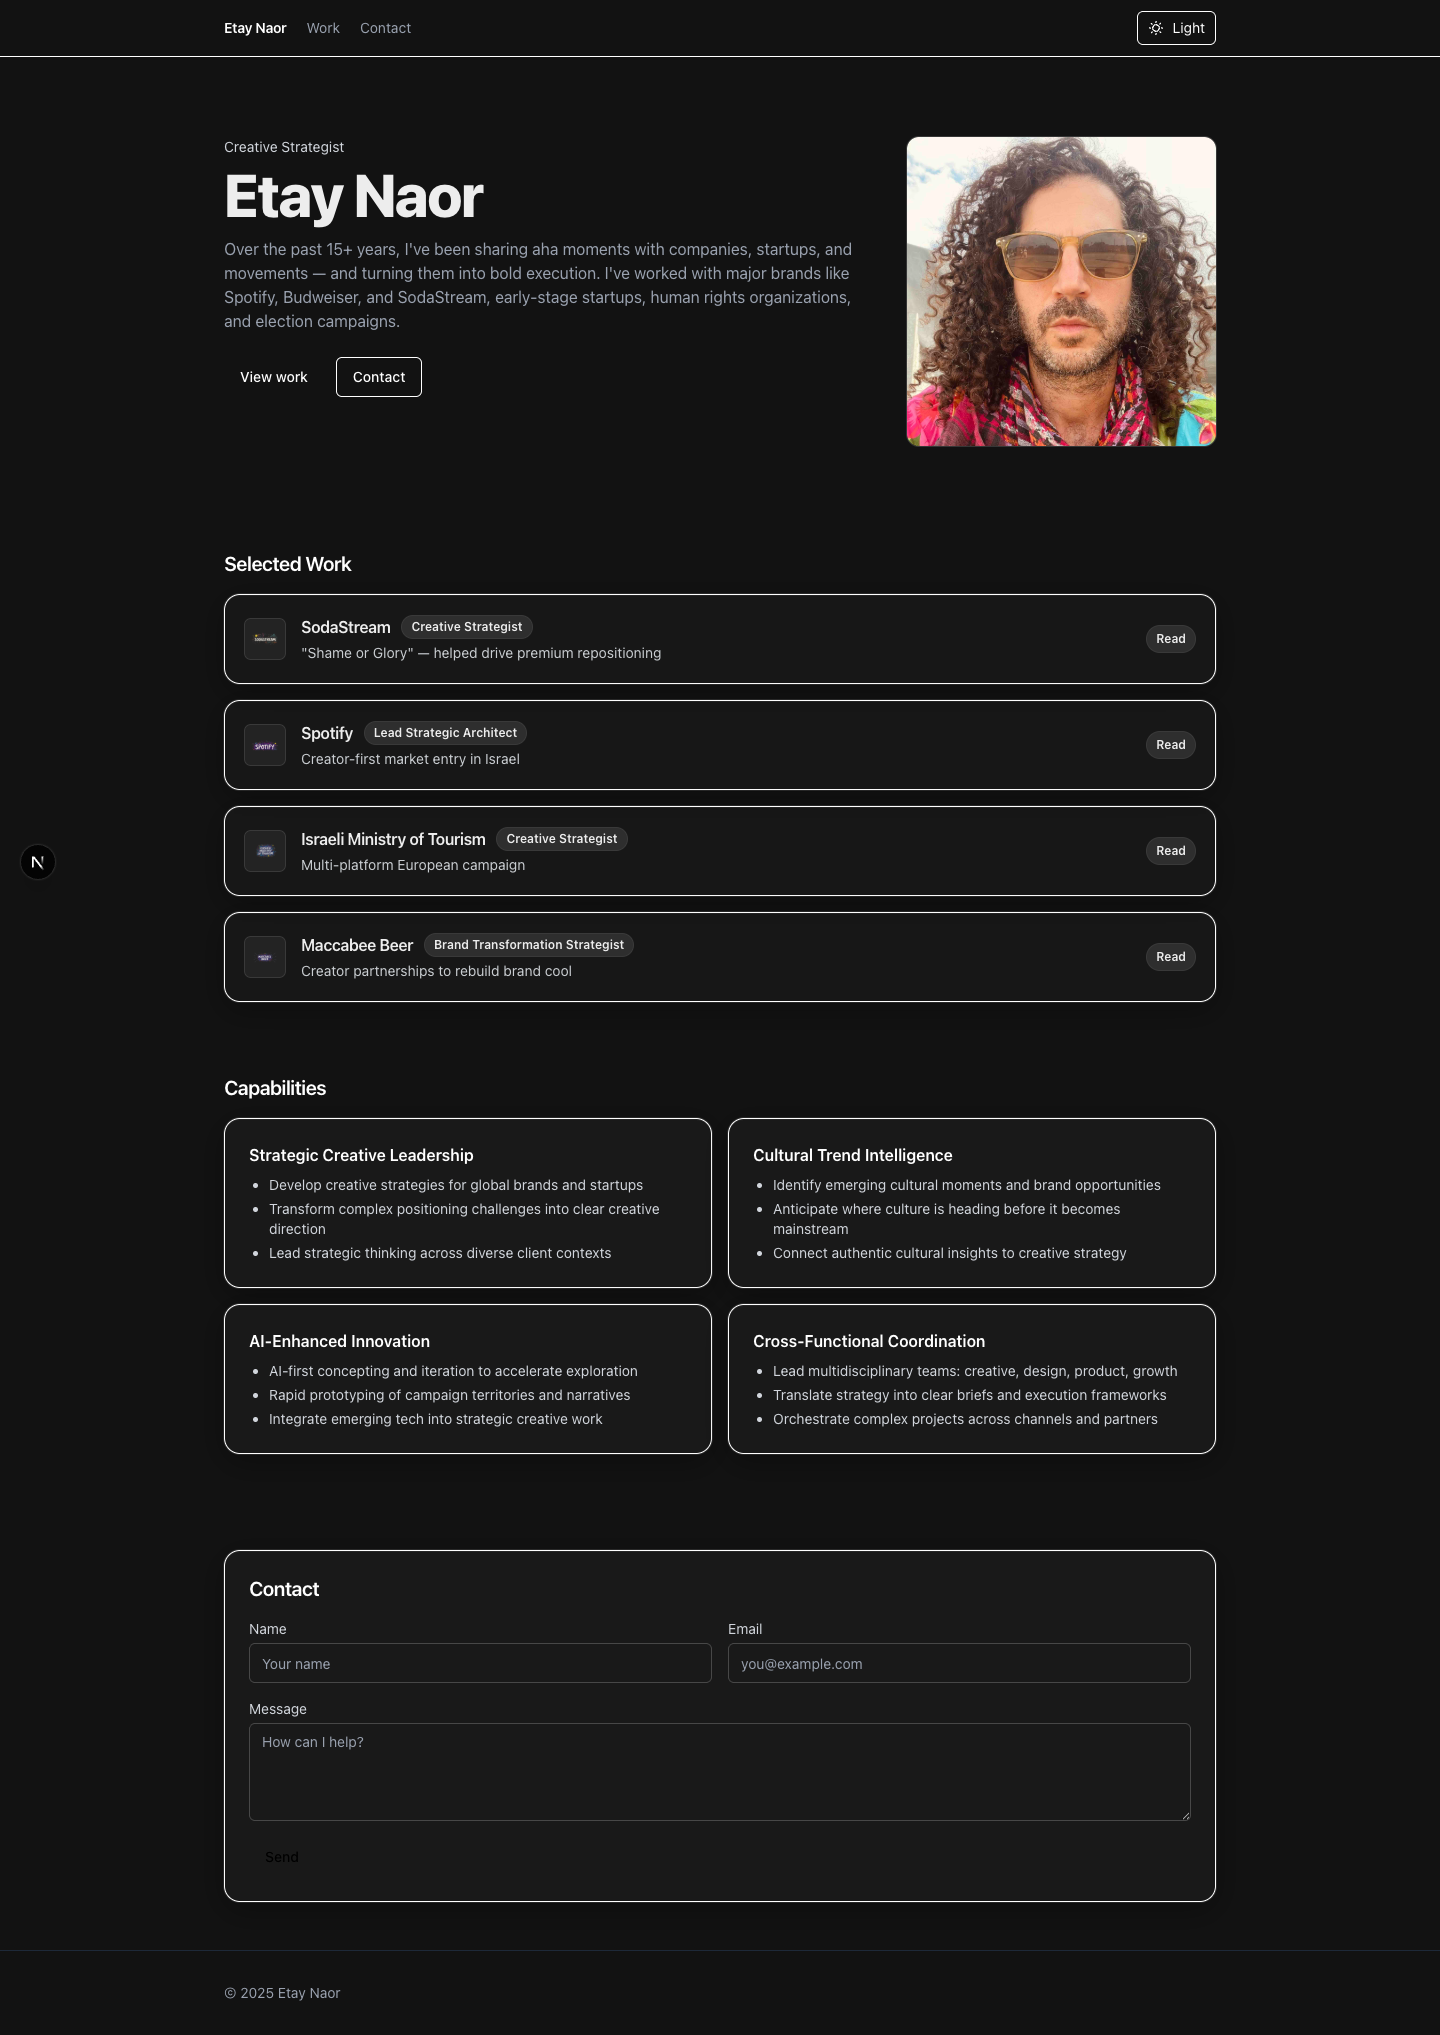 Etay Naor Work Contact Light
Creative Strategist
Etay Naor
Over the past 15+ years, I've been sharing aha moments with companies, startups, and
movements — and turning them into bold execution. I've worked with major brands like
Spotify, Budweiser, and SodaStream, early-stage startups, human rights organizations,
and election campaigns.
View work Contact
Selected Work
SODASTREAM
SodaStream Creative Strategist
"Shame or Glory" — helped drive premium repositioning
Read
SPOTIFY
Spotify Lead Strategic Architect
Creator-first market entry in Israel
Read
Israeli Ministry of Tourism Creative Strategist
Multi-platform European campaign
Read
Maccabee Beer Brand Transformation Strategist
Creator partnerships to rebuild brand cool
Read
N
Capabilities
Strategic Creative Leadership
• Develop creative strategies for global brands and startups
• Transform complex positioning challenges into clear creative
direction
• Lead strategic thinking across diverse client contexts
Cultural Trend Intelligence
• Identify emerging cultural moments and brand opportunities
• Anticipate where culture is heading before it becomes
mainstream
• Connect authentic cultural insights to creative strategy
AI-Enhanced Innovation
• AI-first concepting and iteration to accelerate exploration
• Rapid prototyping of campaign territories and narratives
• Integrate emerging tech into strategic creative work
Cross-Functional Coordination
• Lead multidisciplinary teams: creative, design, product, growth
• Translate strategy into clear briefs and execution frameworks
• Orchestrate complex projects across channels and partners
Contact
Name
Your name
Email
you@example.com
Message
How can I help?
Send
© 2025 Etay Naor